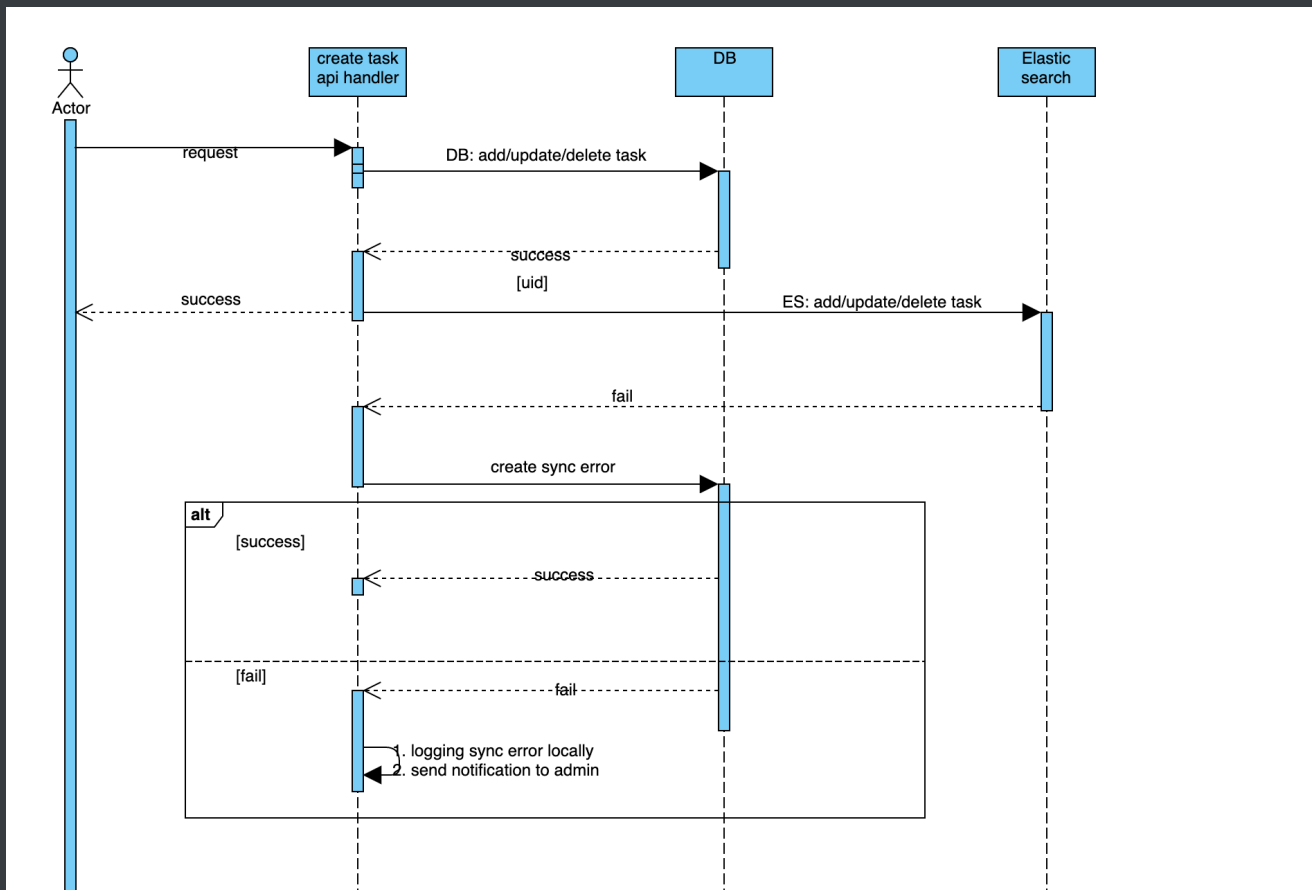 Actor
create task
api handler
DB
Elastic
search
request
DB: add/update/delete task
success
[uid]
success
ES: add/update/delete task
fail
create sync error
alt
[success]
success
[fail]
fail
1. logging sync error locally
2. send notification to admin